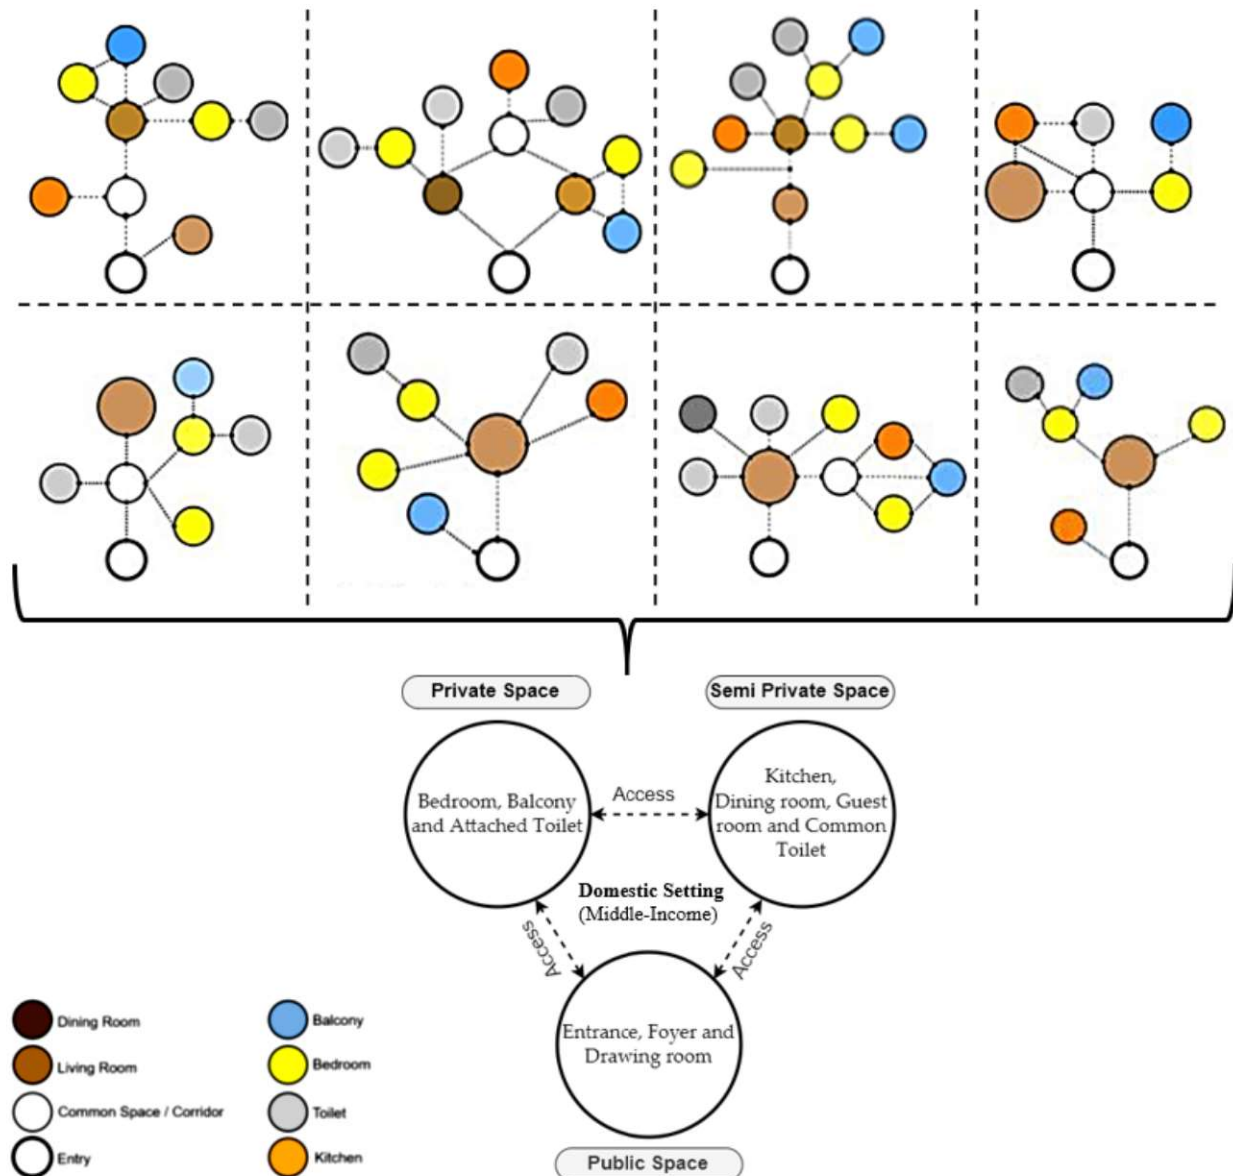 Private Space
Semi Private Space
Bedroom, Balcony
and Attached Toilet
Access
Kitchen,
Dining room, Guest
room and Common
Toilet
Domestic Setting
(Middle-Income)
Access
Access
Entrance, Foyer and
Drawing room
Public Space
Dining Room
Living Room
Common Space / Corridor
Entry
Balcony
Bedroom
Toilet
Kitchen